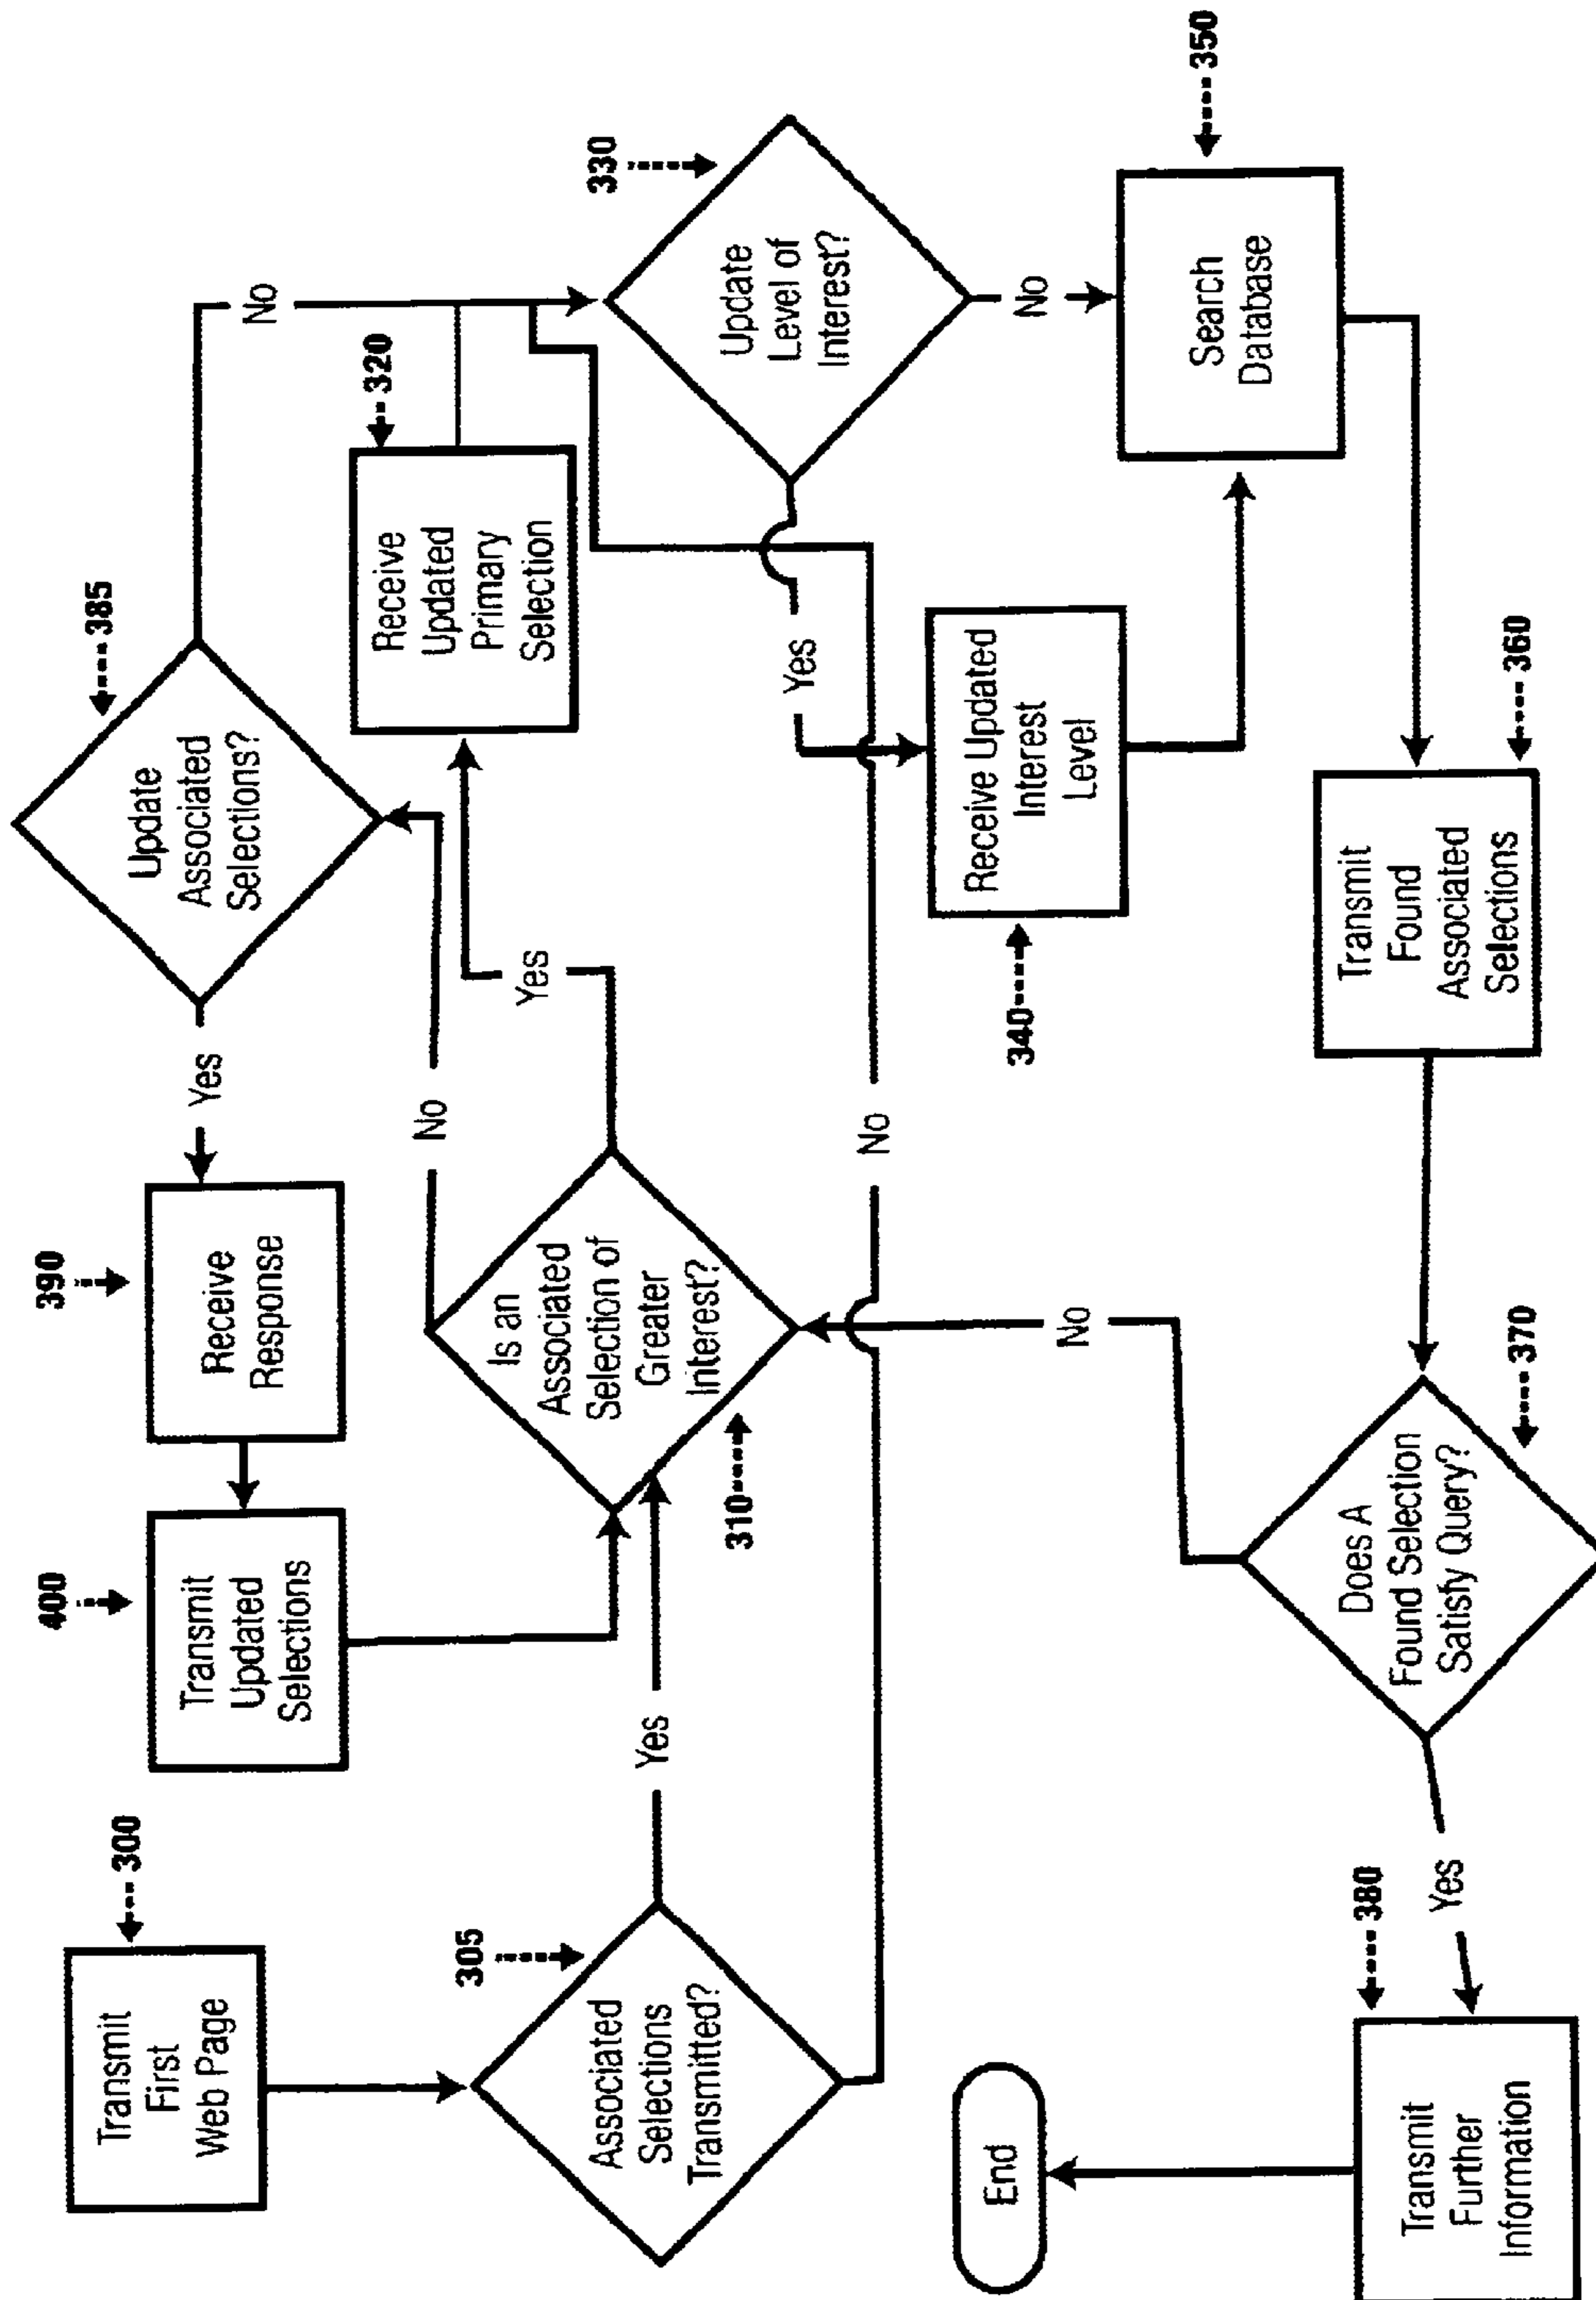 300
Transmit
First
Web Page
305
Associated
Selections
Transmitted?
Yes
No
400
Transmit
Updated
Selections
390
Receive
Response
Yes
385
Update
Associated
Selections?
No
310
Is an
Associated
Selection of
Greater
Interest?
No
Yes
320
Receive
Updated
Primary
Selection
330
Update
Level of
Interest?
Yes
No
340
Receive Updated
Interest
Level
350
Search
Database
360
Transmit
Found
Associated
Selections
370
Does A
Found Selection
Satisfy Query?
No
Yes
380
Transmit
Further
Information
End